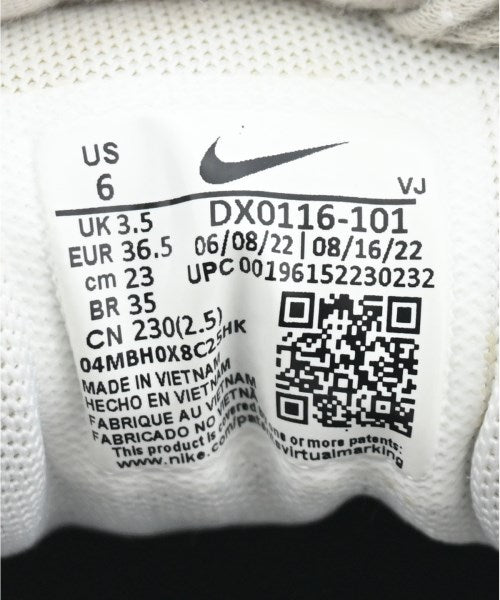 US
6
VJ
UK 3.5
EUR 36.5
cm 23
BR 35
CN 230(2.5)
DX0116-101
06/08/22 | 08/16/22
UPC 00196152230232
04MBH0X8C25HK
MADE IN VIETNAM
HECHO EN VIETNAM
FABRIQUE AU VIETNAM
FABRICADO NO VIETNAM
This product is covered by one or more patents:
www.nike.com/patents virtualmarking